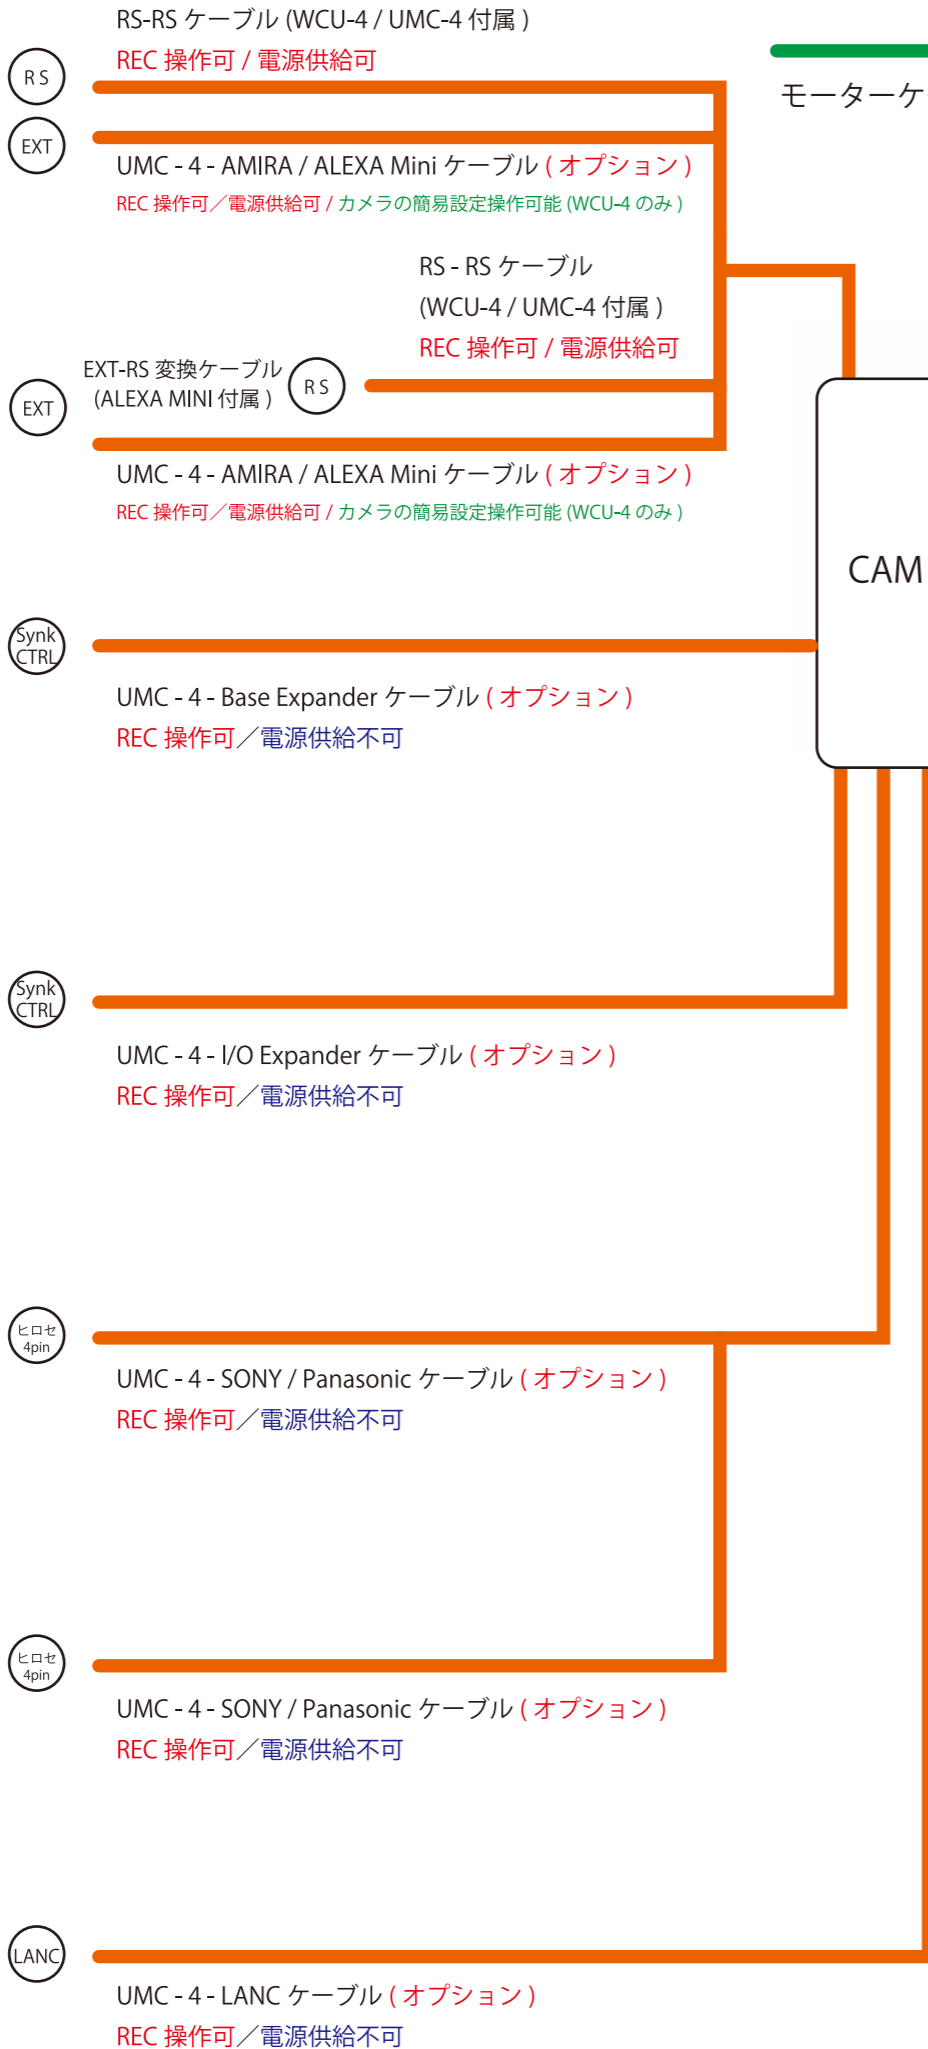 RS-RS ケーブル (WCU-4 / UMC-4 付属 )
REC 操作可 / 電源供給可
R S
モーターケ
EXT
UMC - 4 - AMIRA / ALEXA Mini ケーブル ( オプション )
REC 操作可／電源供給可 / カメラの簡易設定操作可能 (WCU-4 のみ )
RS - RS ケーブル
(WCU-4 / UMC-4 付属 )
REC 操作可 / 電源供給可
EXT-RS 変換ケーブル
(ALEXA MINI 付属 )
R S
EXT
UMC - 4 - AMIRA / ALEXA Mini ケーブル ( オプション )
REC 操作可／電源供給可 / カメラの簡易設定操作可能 (WCU-4 のみ )
CAM
Synk
CTRL
UMC - 4 - Base Expander ケーブル ( オプション )
REC 操作可／電源供給不可
Synk
CTRL
UMC - 4 - I/O Expander ケーブル ( オプション )
REC 操作可／電源供給不可
ヒロセ
4pin
UMC - 4 - SONY / Panasonic ケーブル ( オプション )
REC 操作可／電源供給不可
ヒロセ
4pin
UMC - 4 - SONY / Panasonic ケーブル ( オプション )
REC 操作可／電源供給不可
LANC
UMC - 4 - LANC ケーブル ( オプション )
REC 操作可／電源供給不可